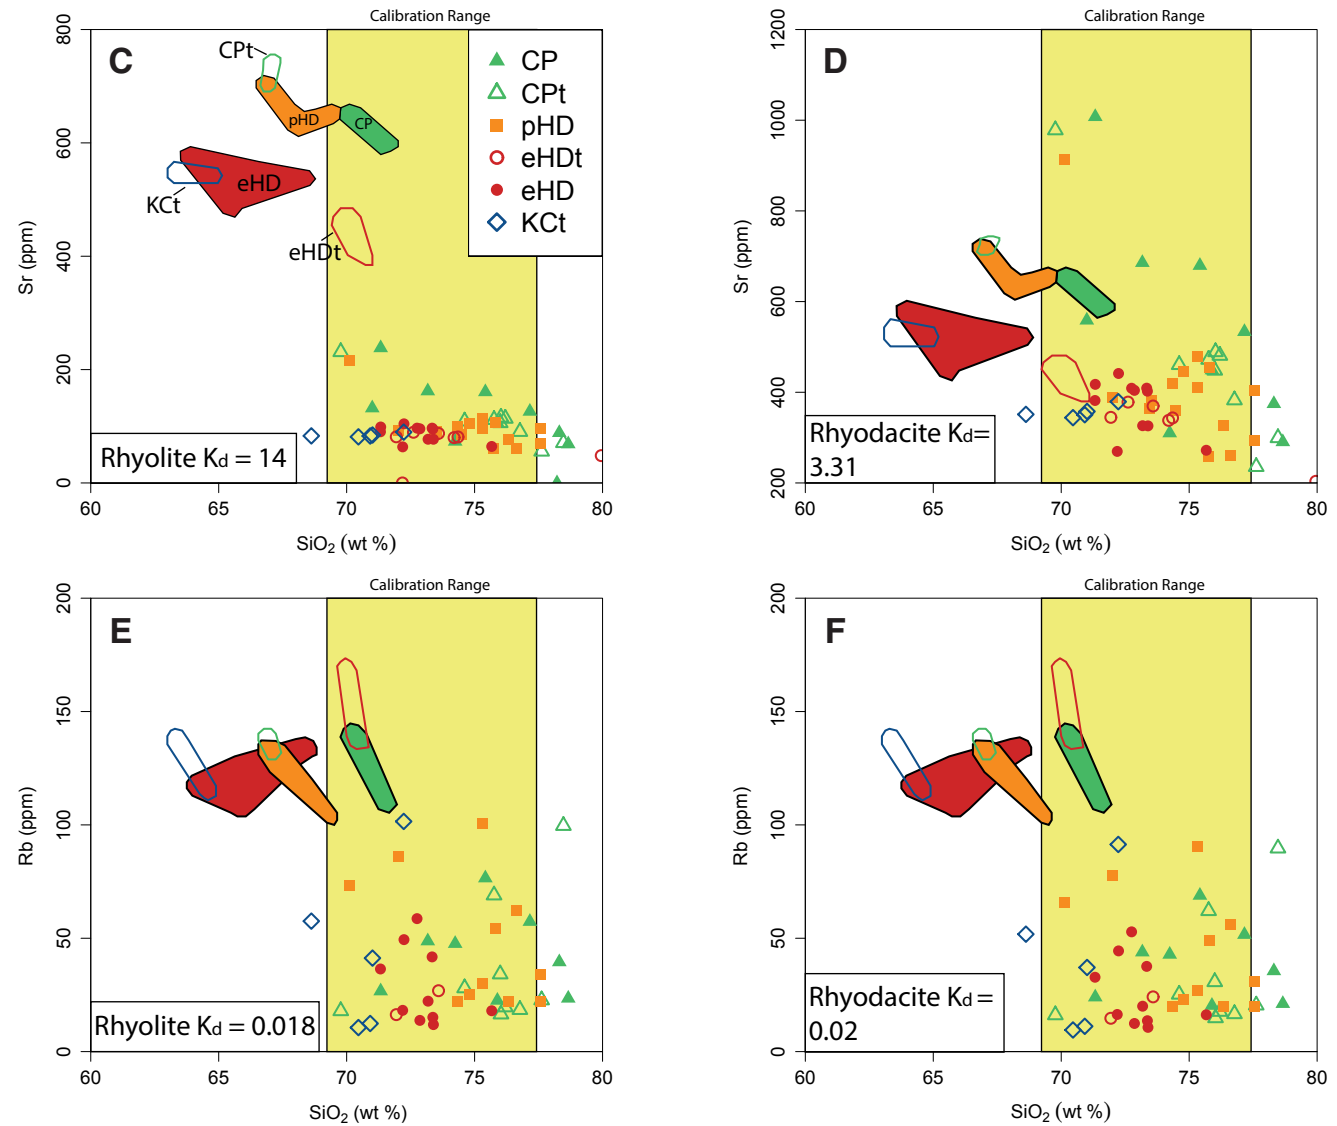 Calibration Range
C
800
600
400
200
0
Sr (ppm)
CPt
pHD
CP
eHD
KCt
eHDt
CP
CPt
pHD
eHDt
eHD
KCt
Rhyolite Kd = 14
60 65 70 75 80
SiO2 (wt %)
Calibration Range
D
1200
1000
800
600
400
200
Sr (ppm)
Rhyodacite Kd=
3.31
60 65 70 75 80
SiO2 (wt %)
Calibration Range
E
200
150
100
50
0
Rb (ppm)
Rhyolite Kd = 0.018
60 65 70 75 80
SiO2 (wt %)
Calibration Range
F
200
150
100
50
0
Rb (ppm)
Rhyodacite Kd =
0.02
60 65 70 75 80
SiO2 (wt %)